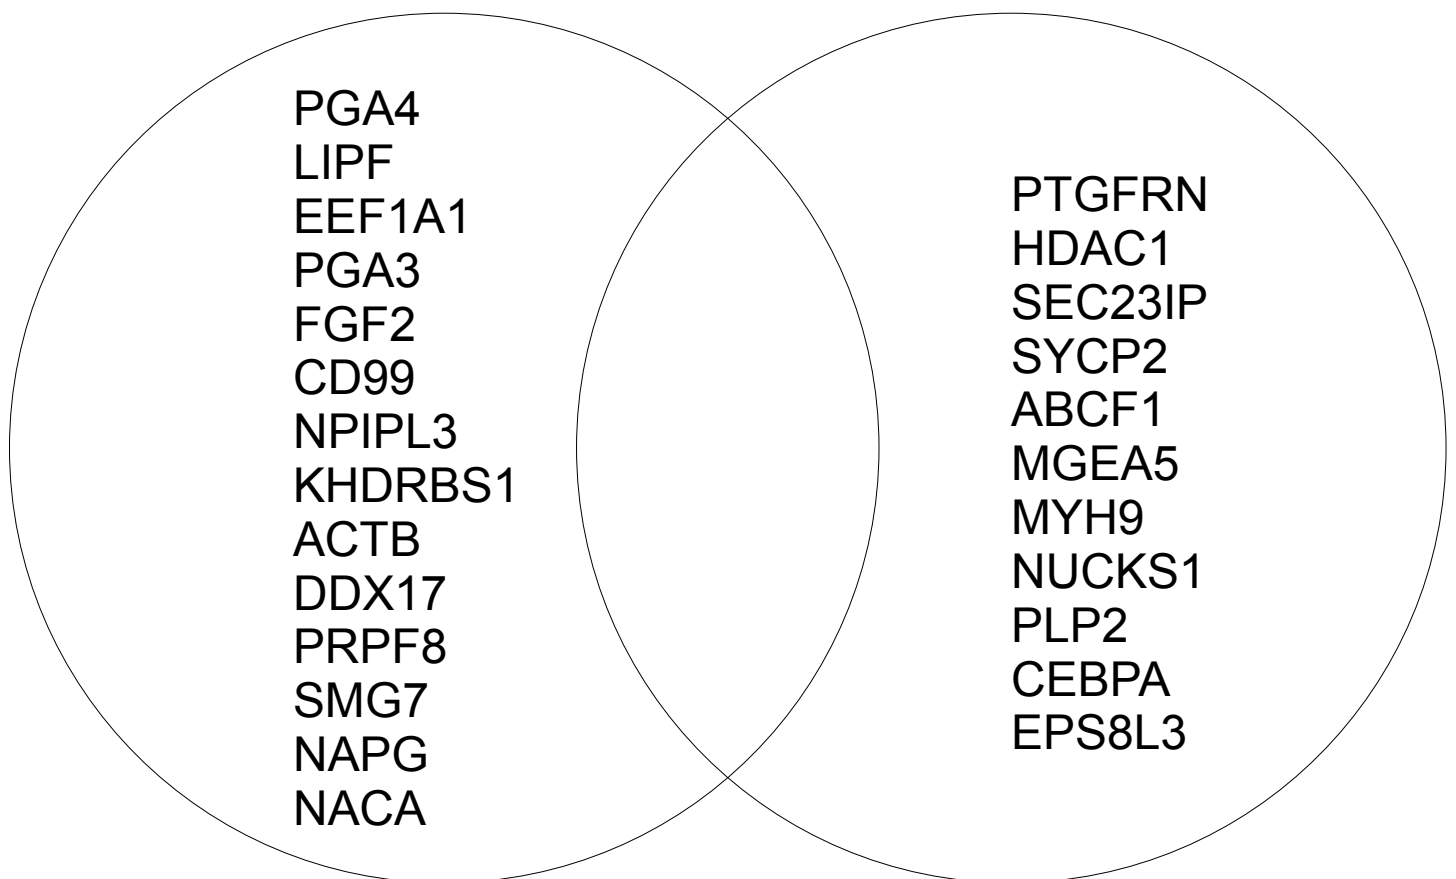 PGA4
LIPF
EEF1A1
PGA3
FGF2
CD99
NPIPL3
KHDRBS1
ACTB
DDX17
PRPF8
SMG7
NAPG
NACA
PTGFRN
HDAC1
SEC23IP
SYCP2
ABCF1
MGEA5
MYH9
NUCKS1
PLP2
CEBPA
EPS8L3